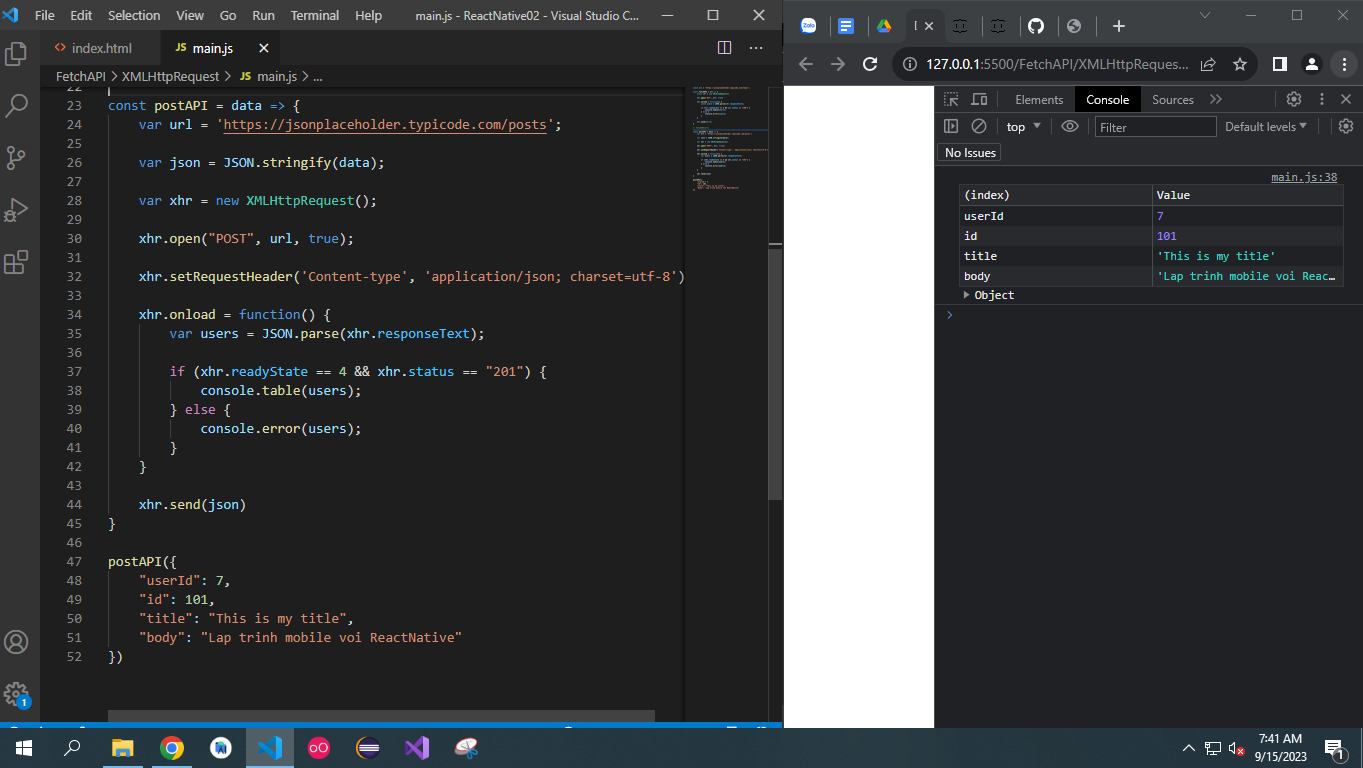 File Edit Selection View Go Run Terminal Help main.js - ReactNative02 - Visual Studio C...
index.html JS main.js
FetchAPI > XMLHttpRequest > JS main.js > ...
22
23 const postAPI = data => {
24 var url = 'https://jsonplaceholder.typicode.com/posts';
25
26 var json = JSON.stringify(data);
27
28 var xhr = new XMLHttpRequest();
29
30 xhr.open("POST", url, true);
31
32 xhr.setRequestHeader('Content-type', 'application/json; charset=utf-8')
33
34 xhr.onload = function() {
35 var users = JSON.parse(xhr.responseText);
36
37 if (xhr.readyState == 4 && xhr.status == "201") {
38 console.table(users);
39 } else {
40 console.error(users);
41 }
42 }
43
44 xhr.send(json)
45 }
46
47 postAPI({
48 "userId": 7,
49 "id": 101,
50 "title": "This is my title",
51 "body": "Lap trinh mobile voi ReactNative"
52 })
1
Zalo
127.0.0.1:5500/FetchAPI/XMLHttpReques...
Elements Console Sources
top Filter Default levels
No Issues
main.js:38
(index) Value
userId 7
id 101
title 'This is my title'
body 'Lap trinh mobile voi Reac...
Object
7:41 AM
9/15/2023
1